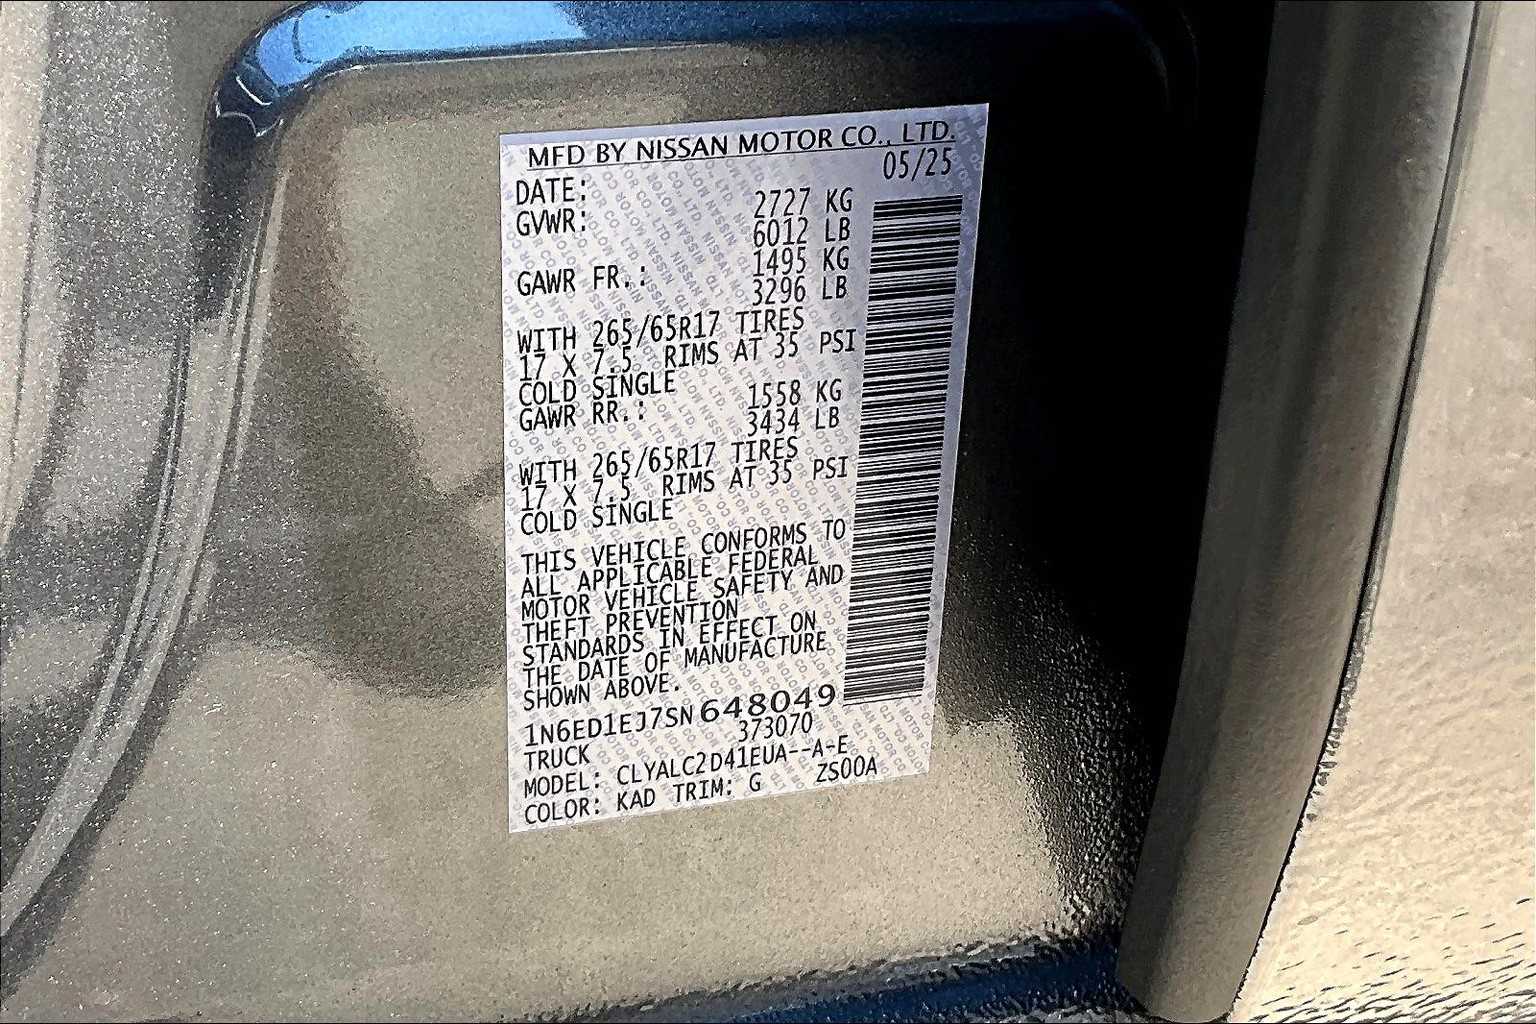 MFD BY NISSAN MOTOR CO., LTD.
DATE: 05/25
GVWR: 2727 KG
6012 LB
GAWR FR.: 1495 KG
3296 LB
WITH 265/65R17 TIRES
17 X 7.5 RIMS AT 35 PSI
COLD SINGLE
GAWR RR.: 1558 KG
3434 LB
WITH 265/65R17 TIRES
17 X 7.5 RIMS AT 35 PSI
COLD SINGLE
THIS VEHICLE CONFORMS TO
ALL APPLICABLE FEDERAL
MOTOR VEHICLE SAFETY AND
THEFT PREVENTION
STANDARDS IN EFFECT ON
THE DATE OF MANUFACTURE
SHOWN ABOVE.
1N6ED1EJ7SN648049
TRUCK 373070
MODEL: CLYALC2D41EUA--A-E
COLOR: KAD TRIM: G ZS00A